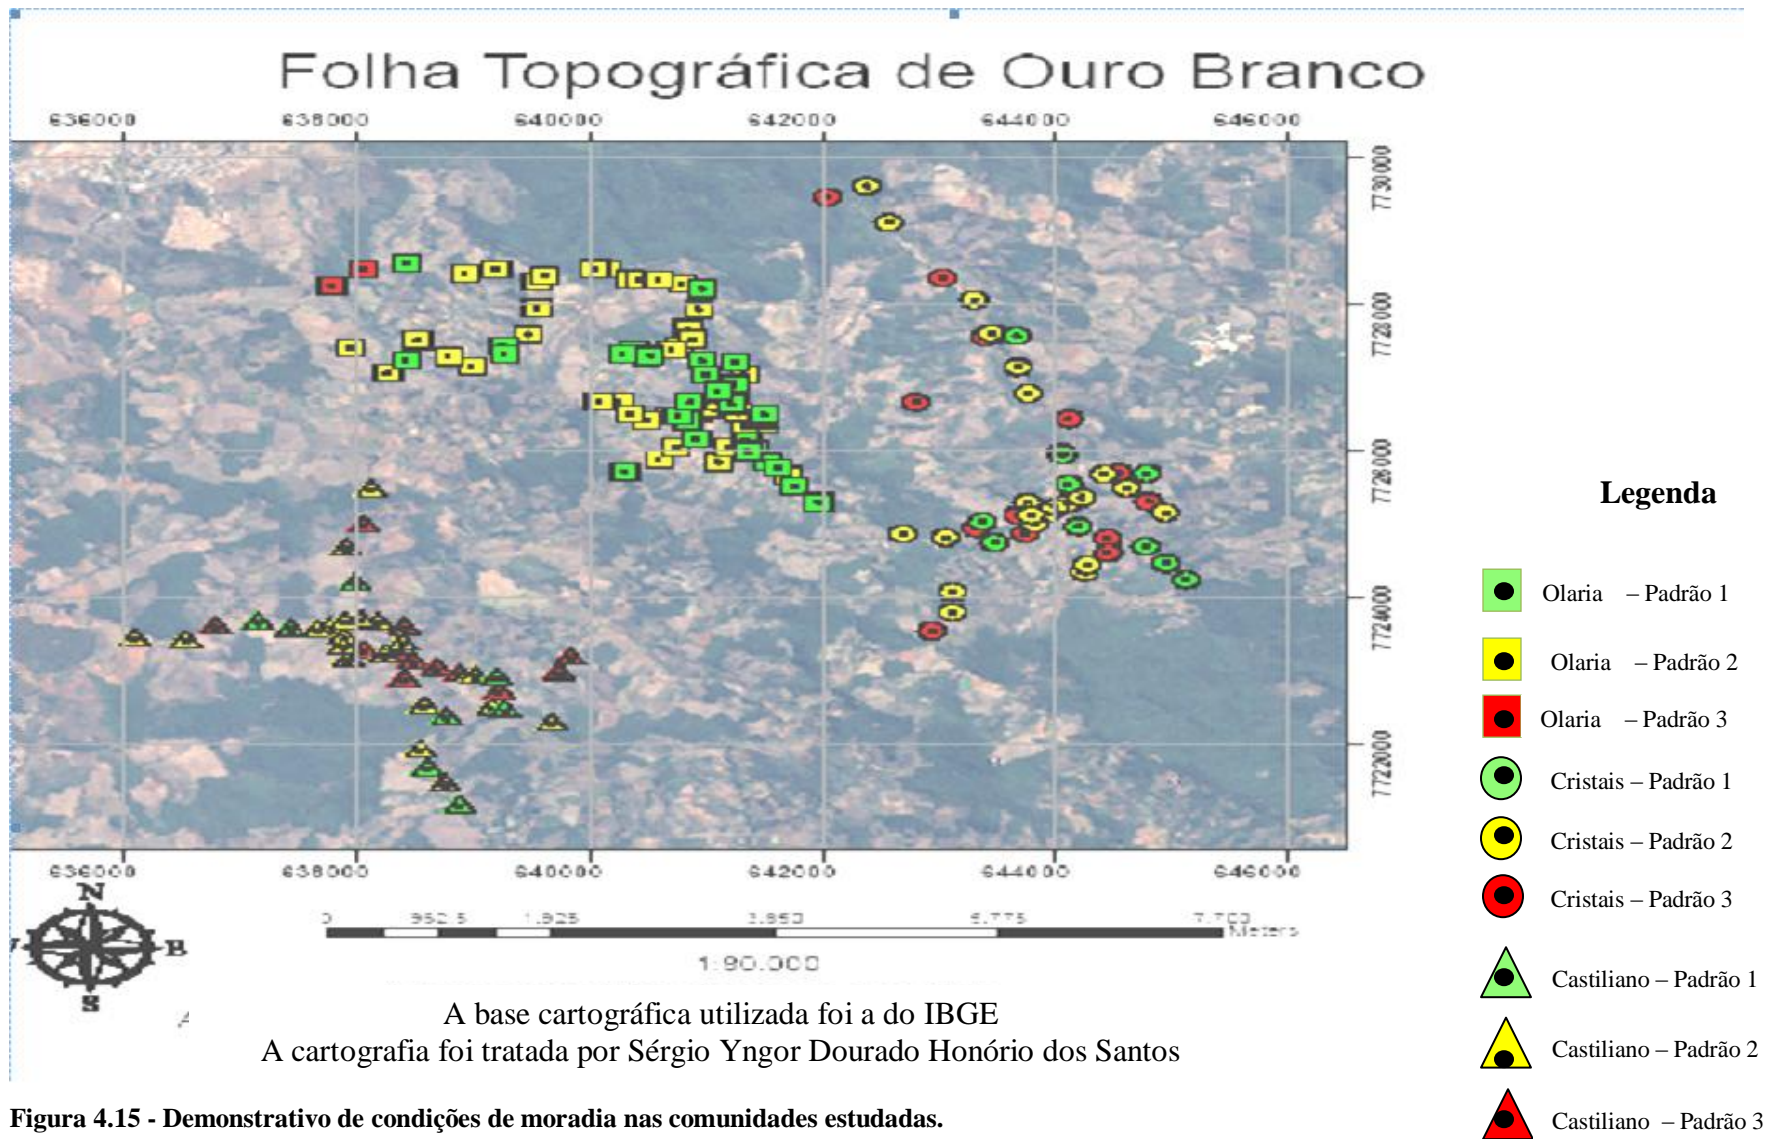 Folha Topográfica de Ouro Branco
636000 638000 640000 642000 644000 646000
7730000
7728000
7726000
7724000
7722000
636000 638000 640000 642000 644000 646000
N
B
S
0 962.5 1.925 3.850 5.775 7.700
Meters
1:90.000
A base cartográfica utilizada foi a do IBGE
A cartografia foi tratada por Sérgio Yngor Dourado Honório dos Santos
Legenda
Olaria – Padrão 1
Olaria – Padrão 2
Olaria – Padrão 3
Cristais – Padrão 1
Cristais – Padrão 2
Cristais – Padrão 3
Castiliano – Padrão 1
Castiliano – Padrão 2
Castiliano – Padrão 3
Figura 4.15 - Demonstrativo de condições de moradia nas comunidades estudadas.